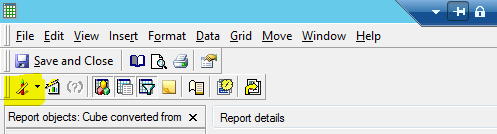 File Edit View Insert Format Data Grid Move Window Help
Save and Close
(?)
Report objects: Cube converted from
Report details